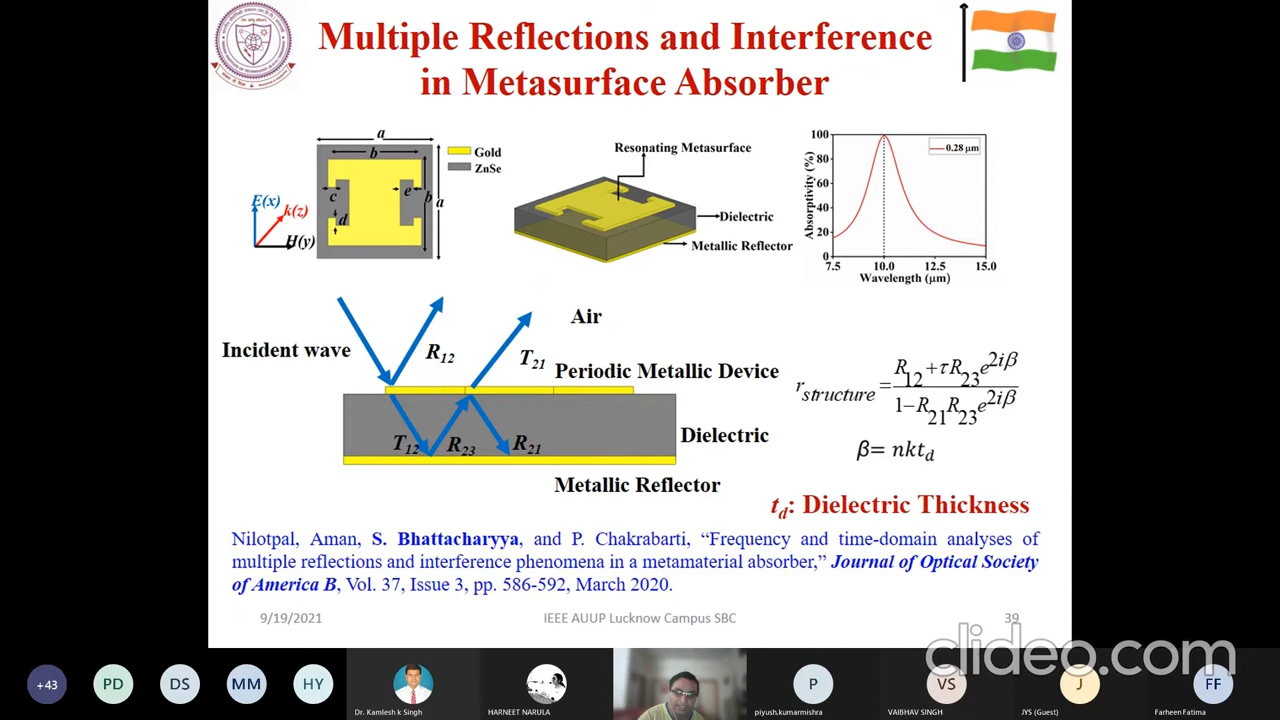 Multiple Reflections and Interference
in Metasurface Absorber
a
b
c
d
e
b
a
E(x)
k(z)
H(y)
Gold
ZnSe
Resonating Metasurface
Dielectric
Metallic Reflector
Absorptivity (%)
100
80
60
40
20
0
0.28 μm
7.5 10.0 12.5 15.0
Wavelength (μm)
Incident wave
R12
T21
Air
Periodic Metallic Device
T12
R23
R21
Dielectric
Metallic Reflector
r_structure = (R12 + τR23e^2iβ) / (1−R21R23e^2iβ)
β= nktd
td: Dielectric Thickness
Nilotpal, Aman, S. Bhattacharyya, and P. Chakrabarti, “Frequency and time-domain analyses of
multiple reflections and interference phenomena in a metamaterial absorber,” Journal of Optical Society
of America B, Vol. 37, Issue 3, pp. 586-592, March 2020.
9/19/2021
IEEE AUUP Lucknow Campus SBC
39
clideo.com
+43
PD
DS
MM
HY
P
VS
J
FF
Dr. Kamlesh k Singh
HARNEET NARULA
piyush,kumarmishra
VAIBHAV SINGH
JYS (Guest)
Farheen Fatima